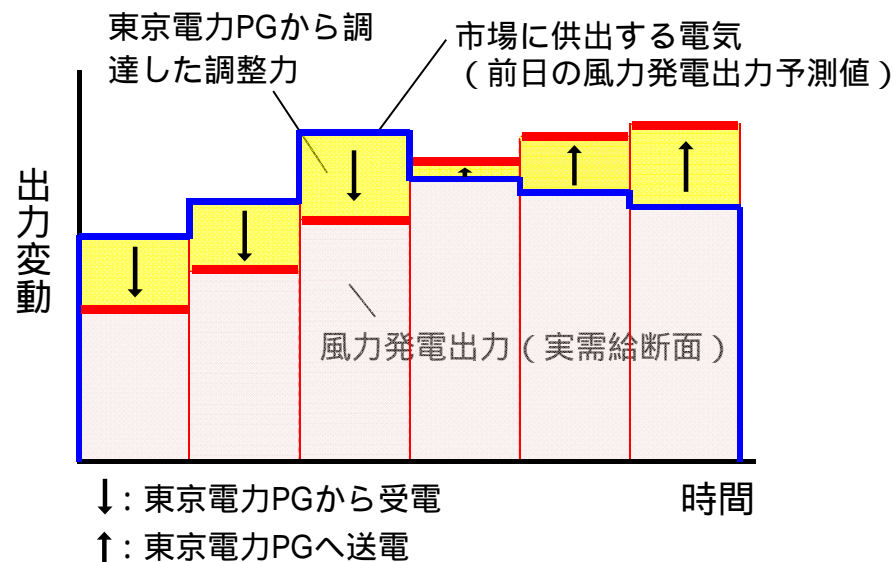 東京電力PGから調
達した調整力
市場に供出する電気
（前日の風力発電出力予測値）
出力変動
風力発電出力（実需給断面）
↓：東京電力PGから受電
時間
↑：東京電力PGへ送電